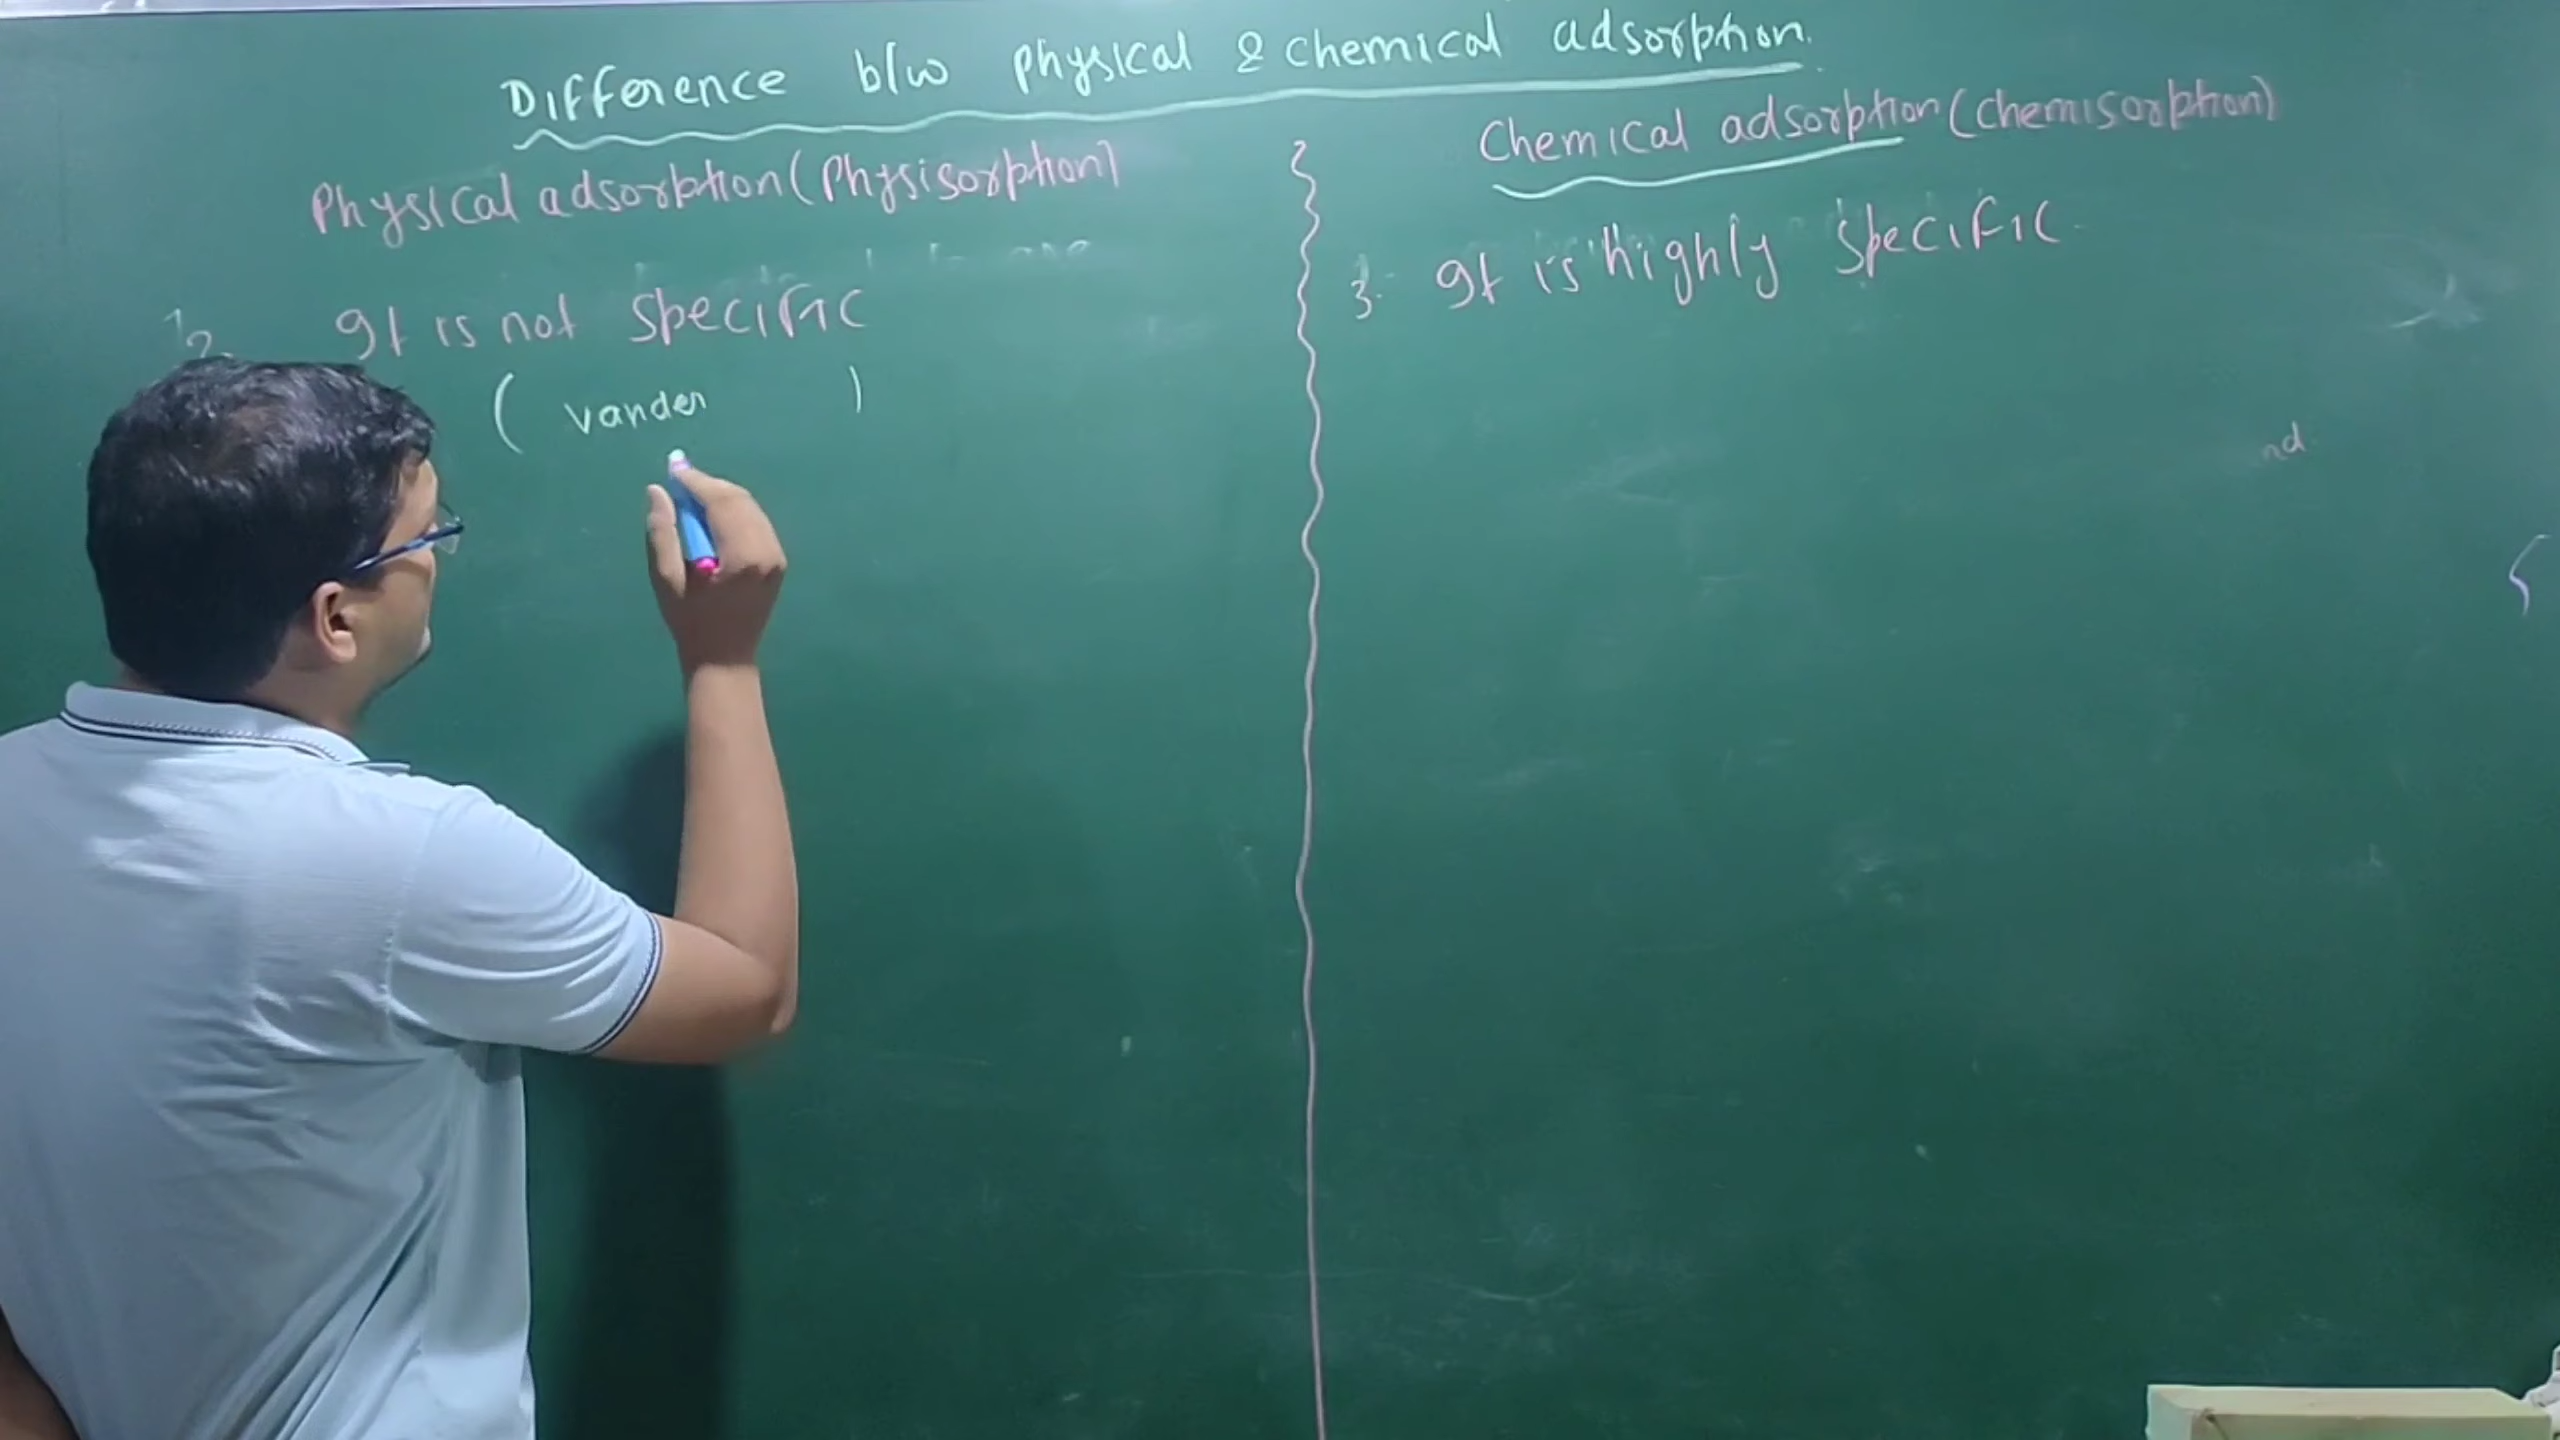 Difference b/w physical & chemical adsorption.
Physical adsorption (Physisorption)
It is not specific
( vander )
Chemical adsorption (chemisorption)
3. It is highly specific.
nd.